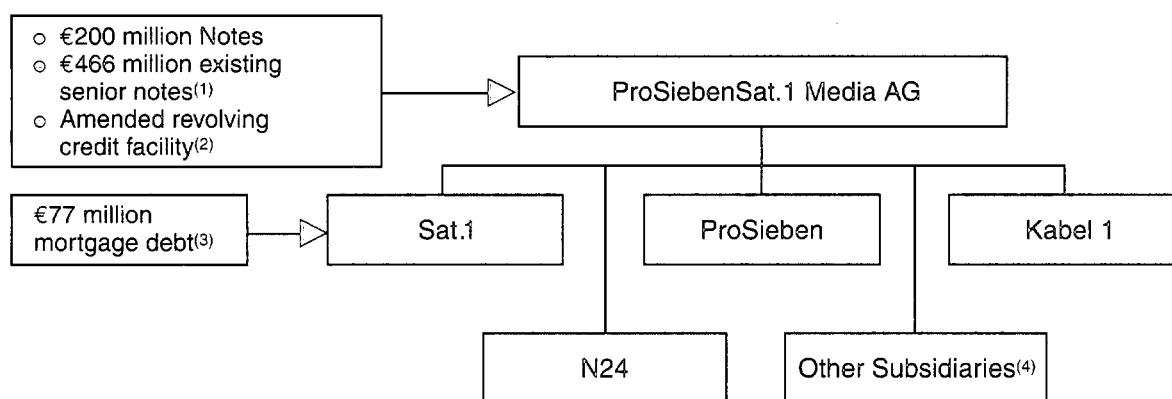 ○ €200 million Notes
○ €466 million existing
senior notes(1)
○ Amended revolving
credit facility(2)
ProSiebenSat.1 Media AG
€77 million
mortgage debt(3)
Sat.1
ProSieben
Kabel 1
N24
Other Subsidiaries(4)